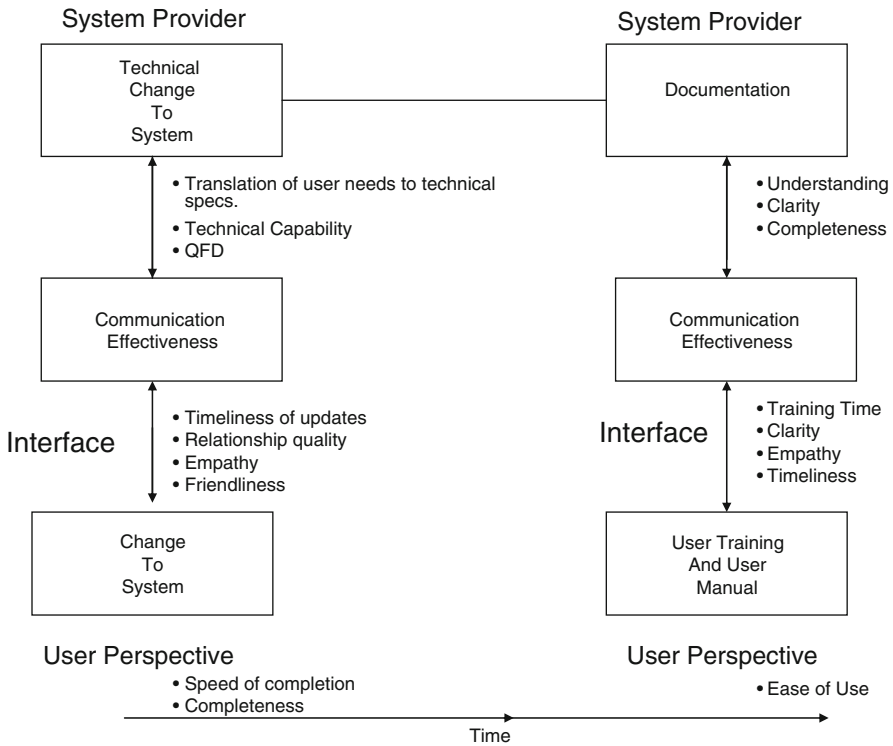 System Provider
Technical
Change
To
System
• Translation of user needs to technical
specs.
• Technical Capability
• QFD
Communication
Effectiveness
Interface
• Timeliness of updates
• Relationship quality
• Empathy
• Friendliness
Change
To
System
User Perspective
• Speed of completion
• Completeness
System Provider
Documentation
• Understanding
• Clarity
• Completeness
Communication
Effectiveness
Interface
• Training Time
• Clarity
• Empathy
• Timeliness
User Training
And User
Manual
User Perspective
• Ease of Use
Time